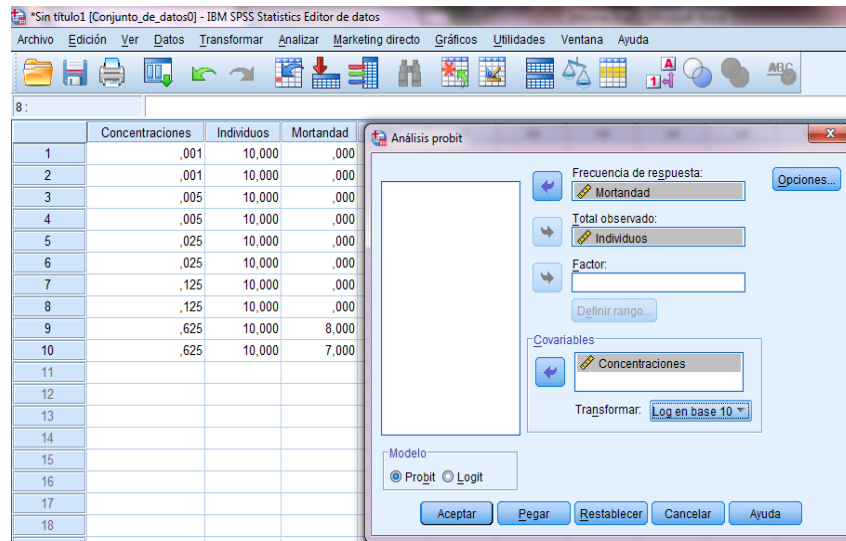 *Sin título1 [Conjunto_de_datos0] - IBM SPSS Statistics Editor de datos
Archivo Edición Ver Datos Transformar Analizar Marketing directo Gráficos Utilidades Ventana Ayuda
8 :
Concentraciones Individuos Mortandad
1 ,001 10,000 ,000
2 ,001 10,000 ,000
3 ,005 10,000 ,000
4 ,005 10,000 ,000
5 ,025 10,000 ,000
6 ,025 10,000 ,000
7 ,125 10,000 ,000
8 ,125 10,000 ,000
9 ,625 10,000 8,000
10 ,625 10,000 7,000
11
12
13
14
15
16
17
18
Análisis probit
Frecuencia de respuesta:
Mortandad
Opciones...
Total observado:
Individuos
Factor:
Definir rango...
Covariables
Concentraciones
Transformar: Log en base 10
Modelo
Probit Logit
Aceptar Pegar Restablecer Cancelar Ayuda